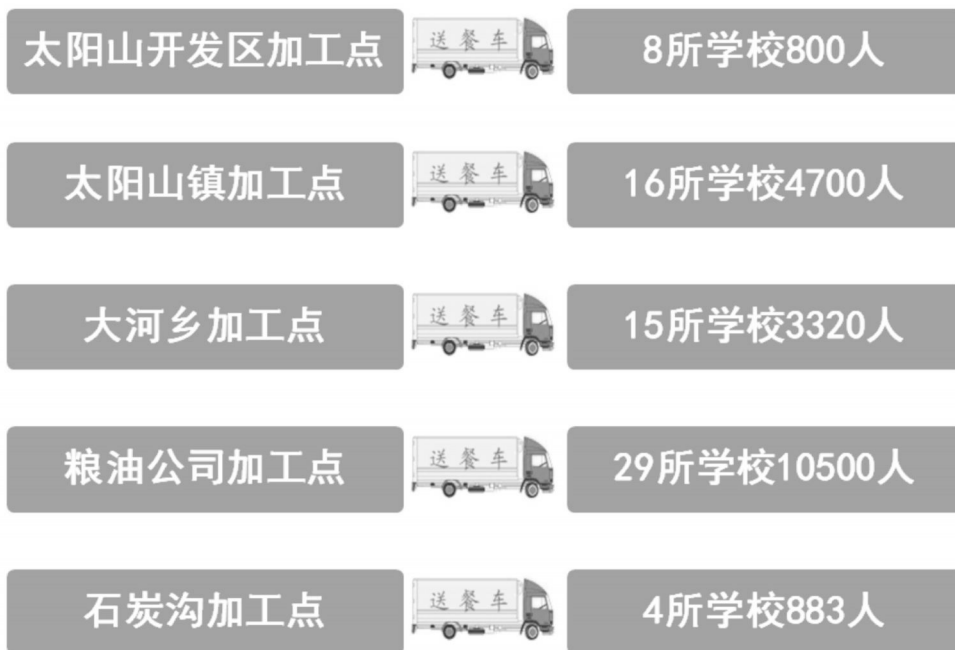 太阳山开发区加工点 送餐车 8所学校800人
太阳山镇加工点 送餐车 16所学校4700人
大河乡加工点 送餐车 15所学校3320人
粮油公司加工点 送餐车 29所学校10500人
石炭沟加工点 送餐车 4所学校883人